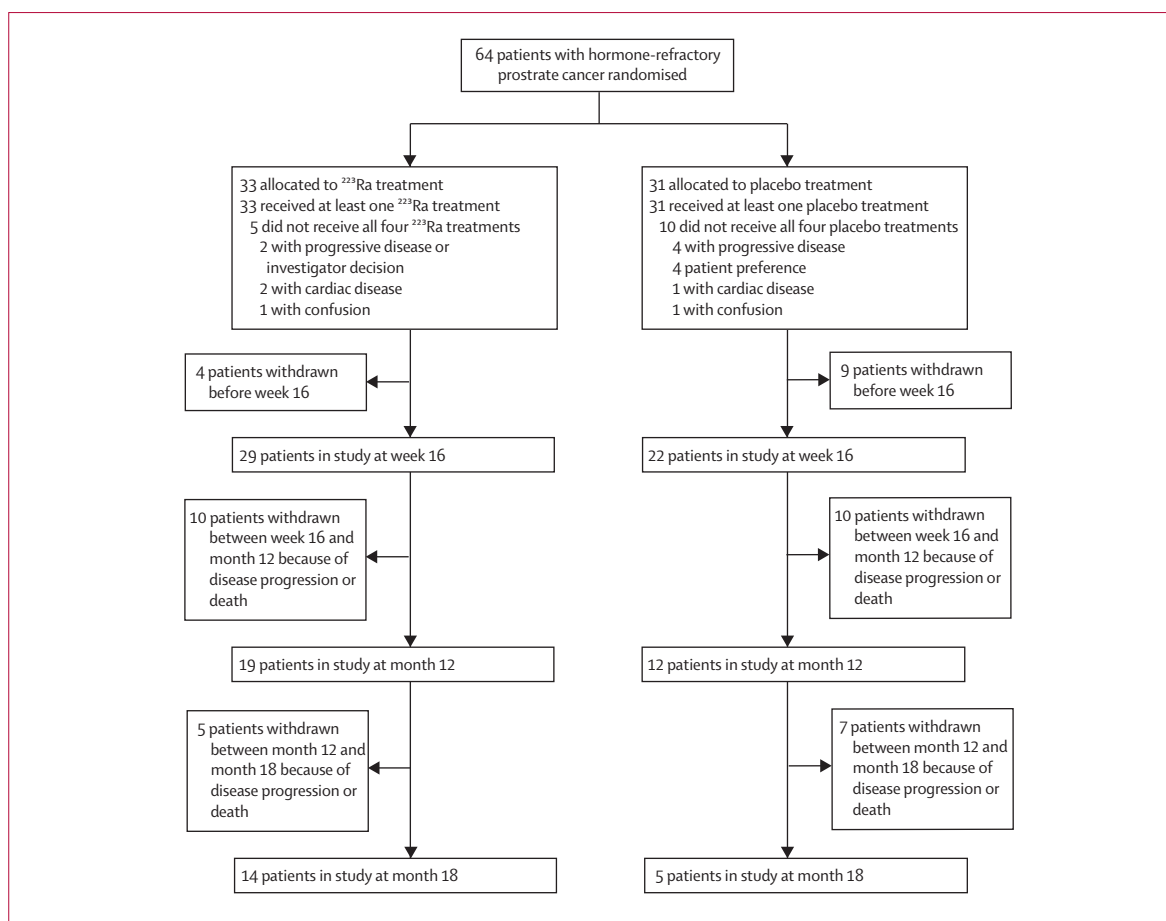 64 patients with hormone-refractory
prostrate cancer randomised
33 allocated to ²²³Ra treatment
33 received at least one ²²³Ra treatment
5 did not receive all four ²²³Ra treatments
2 with progressive disease or
investigator decision
2 with cardiac disease
1 with confusion
31 allocated to placebo treatment
31 received at least one placebo treatment
10 did not receive all four placebo treatments
4 with progressive disease
4 patient preference
1 with cardiac disease
1 with confusion
4 patients withdrawn
before week 16
9 patients withdrawn
before week 16
29 patients in study at week 16
22 patients in study at week 16
10 patients withdrawn
between week 16 and
month 12 because of
disease progression or
death
10 patients withdrawn
between week 16 and
month 12 because of
disease progression or
death
19 patients in study at month 12
12 patients in study at month 12
5 patients withdrawn
between month 12 and
month 18 because of
disease progression or
death
7 patients withdrawn
between month 12 and
month 18 because of
disease progression or
death
14 patients in study at month 18
5 patients in study at month 18